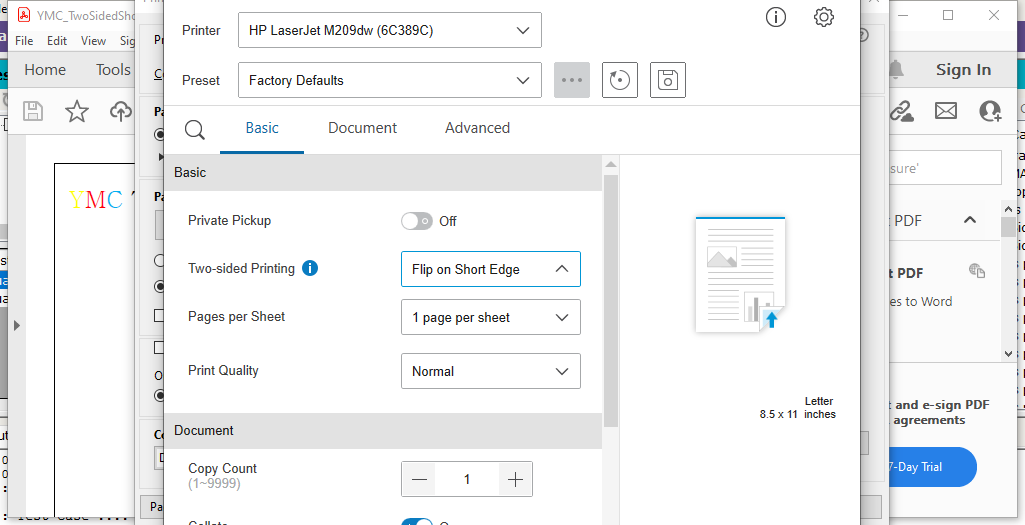 YMC_TwoSidedSho
File Edit View Sig
Home Tools
YMC
Printer
HP LaserJet M209dw (6C389C)
Preset
Factory Defaults
Basic
Document
Advanced
Basic
Private Pickup
Off
Two-sided Printing
Flip on Short Edge
Pages per Sheet
1 page per sheet
Print Quality
Normal
Document
Copy Count
(1~9999)
1
Letter
8.5 x 11 inches
Sign In
sure'
PDF
t PDF
es to Word
t and e-sign PDF
agreements
7-Day Trial